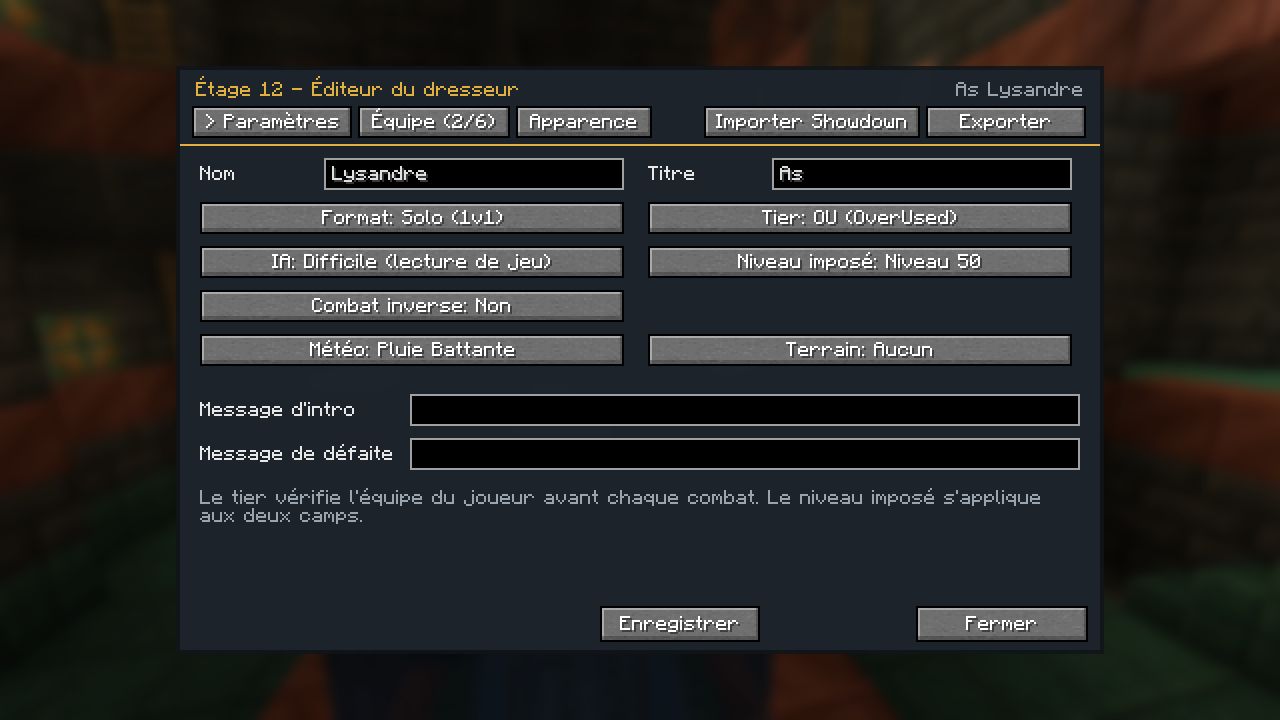 Étage 12 - Éditeur du dresseur
As Lysandre
> Paramètres
Équipe (2/6)
Apparence
Importer Showdown
Exporter
Nom
Lysandre
Titre
As
Format: Solo (1v1)
Tier: OU (OverUsed)
IA: Difficile (lecture de jeu)
Niveau imposé: Niveau 50
Combat inverse: Non
Météo: Pluie Battante
Terrain: Aucun
Message d'intro
Message de défaite
Le tier vérifie l'équipe du joueur avant chaque combat. Le niveau imposé s'applique
aux deux camps.
Enregistrer
Fermer